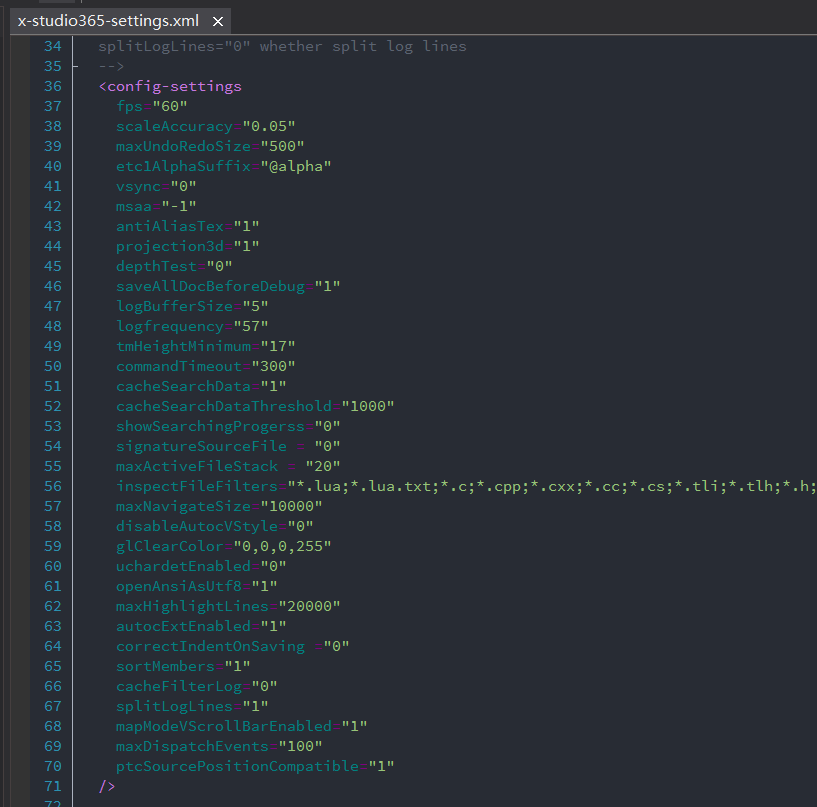 x-studio365-settings.xml ×
34 splitLogLines="0" whether split log lines
35 -->
36 <config-settings
37 fps="60"
38 scaleAccuracy="0.05"
39 maxUndoRedoSize="500"
40 etc1AlphaSuffix="@alpha"
41 vsync="0"
42 msaa="-1"
43 antiAliasTex="1"
44 projection3d="1"
45 depthTest="0"
46 saveAllDocBeforeDebug="1"
47 logBufferSize="5"
48 logfrequency="57"
49 tmHeightMinimum="17"
50 commandTimeout="300"
51 cacheSearchData="1"
52 cacheSearchDataThreshold="1000"
53 showSearchingProgerss="0"
54 signatureSourceFile = "0"
55 maxActiveFileStack = "20"
56 inspectFileFilters="*.lua;*.lua.txt;*.c;*.cpp;*.cxx;*.cc;*.cs;*.tli;*.tlh;*.h;
57 maxNavigateSize="10000"
58 disableAutocVStyle="0"
59 glClearColor="0,0,0,255"
60 uchardetEnabled="0"
61 openAnsiAsUtf8="1"
62 maxHighlightLines="20000"
63 autocExtEnabled="1"
64 correctIndentOnSaving ="0"
65 sortMembers="1"
66 cacheFilterLog="0"
67 splitLogLines="1"
68 mapModeVScrollBarEnabled="1"
69 maxDispatchEvents="100"
70 ptcSourcePositionCompatible="1"
71 />
72